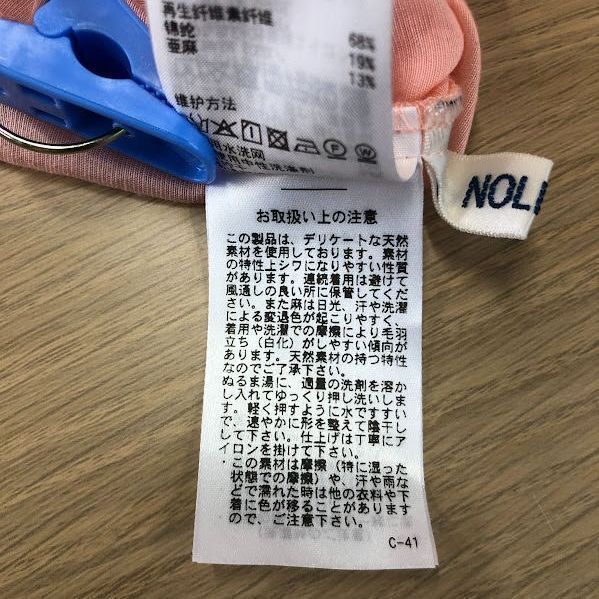 再生纤维素纤维
锦纶
亚麻
68%
19%
13%
维护方法
F W
用水洗网
使用中性洗涤剂
NOL
お取扱い上の注意
この製品は、デリケートな天然
素材を使用しております。素材
の特性上シワになりやすい性質
があります。連続着用は避けて
風通しの良い所に保管してくだ
さい。また麻は日光、汗や洗濯
による変退色が起こりやすく、
着用や洗濯での摩擦により毛羽
立ち（白化）がしやすい傾向が
あります。天然素材の持つ特性
なのでご了承下さい。
ぬるま湯に、適量の洗剤を溶か
し入れてゆっくり押し洗いしま
す。軽く押すように水ですすい
で、速やかに形を整えて陰干し
して下さい。仕上げは丁寧にア
イロンを掛けて下さい。
・この素材は摩擦（特に湿った
状態での摩擦）や、汗や雨な
どで濡れた時は他の衣料や下
着に色が移ることがあります
ので、ご注意下さい。
C-41